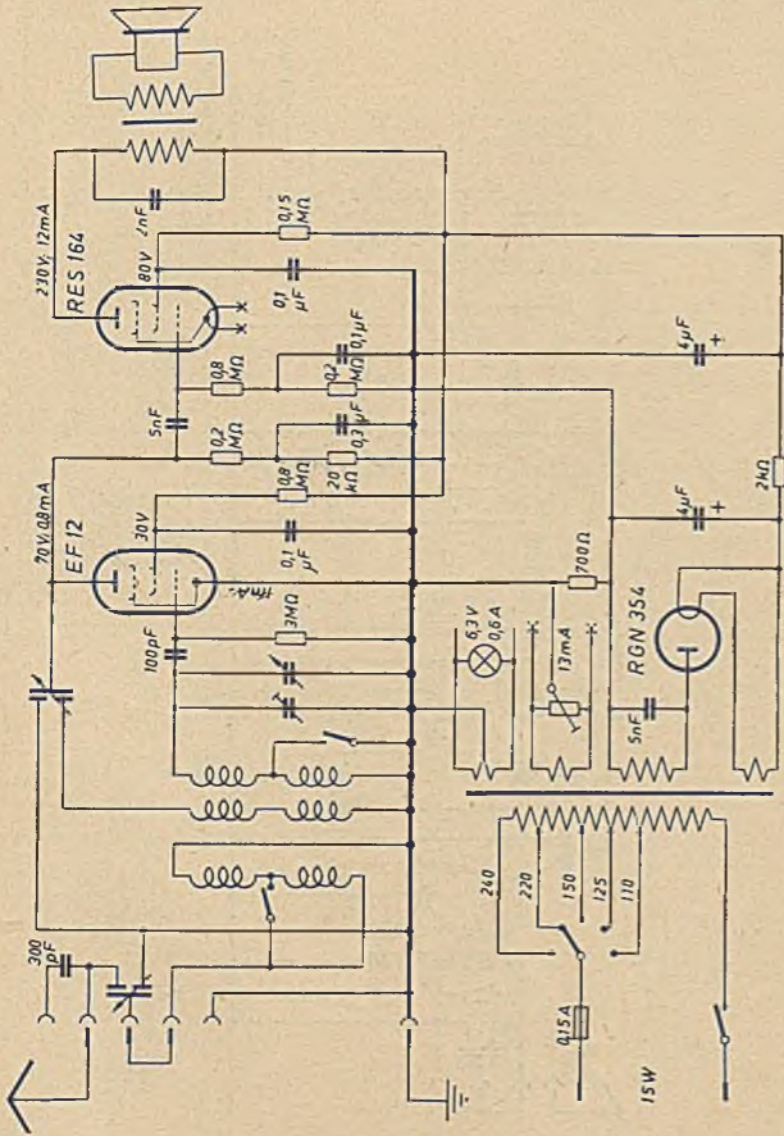 230V, 12mA
RES 164
2nF
80V
0,15
MΩ
0,1
µF
5nF
0,8
MΩ
0,1µF
0,2
MΩ
0,2
MΩ
0,3 µF
20
kΩ
70V, 0,8mA
EF 12
30V
0,8
MΩ
0,1
µF
100pF
3MΩ
300
pF
4µF
+
4µF
+
2kΩ
700Ω
RGN 354
6,3V
0,6A
13mA
5nF
240
220
150
125
110
0,15A
15W